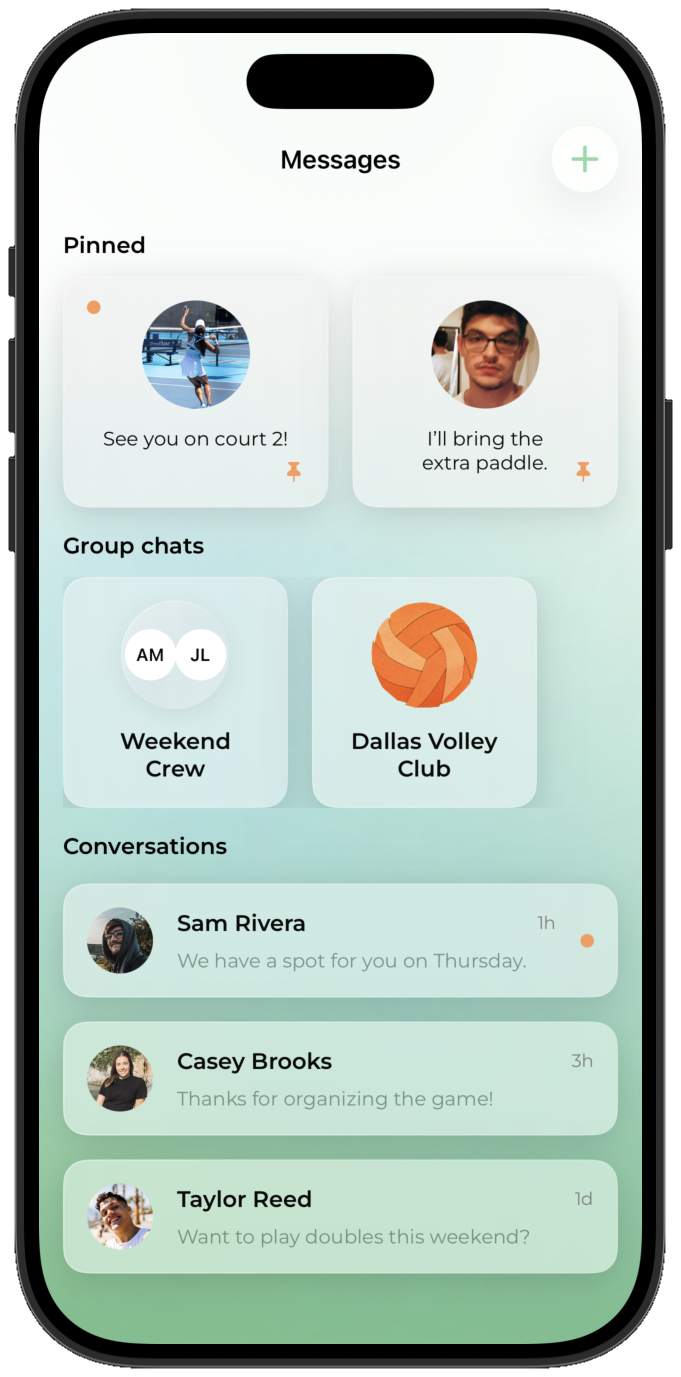 Messages
Pinned
See you on court 2!
I’ll bring the
extra paddle.
Group chats
AM JL
Weekend
Crew
Dallas Volley
Club
Conversations
Sam Rivera 1h
We have a spot for you on Thursday.
Casey Brooks 3h
Thanks for organizing the game!
Taylor Reed 1d
Want to play doubles this weekend?